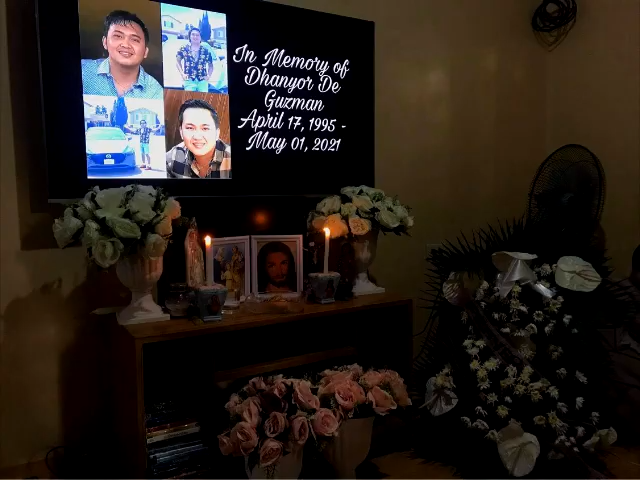 In Memory of
Dhanyor De
Guzman
April 17, 1995 -
May 01, 2021